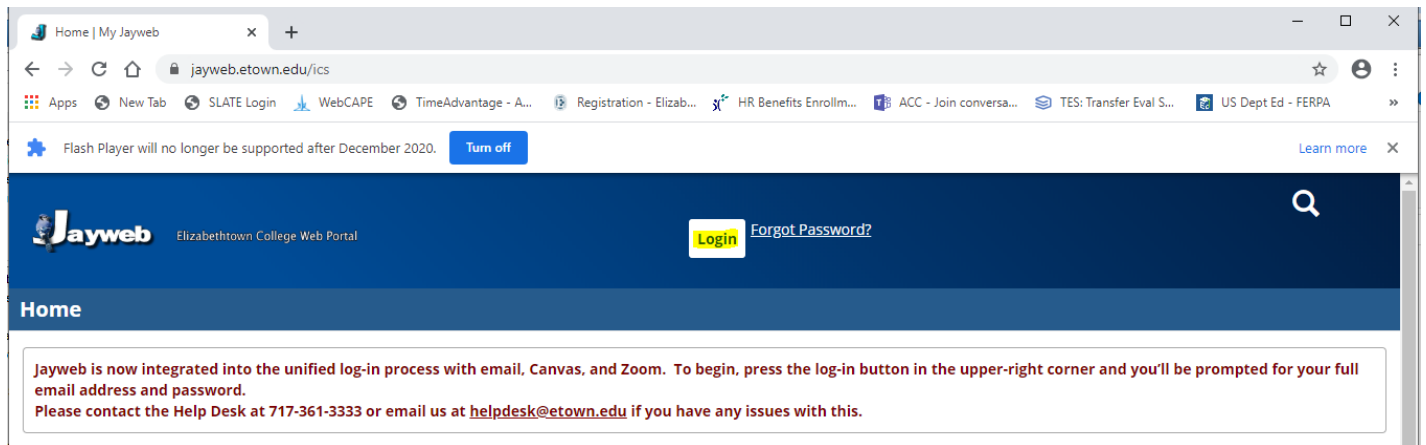 Home | My Jayweb
jayweb.etown.edu/ics
Apps New Tab SLATE Login WebCAPE TimeAdvantage - A... Registration - Elizab... HR Benefits Enrollm... ACC - Join conversa... TES: Transfer Eval S... US Dept Ed - FERPA »
Flash Player will no longer be supported after December 2020. Turn off Learn more
Jayweb Elizabethtown College Web Portal Login Forgot Password?
Home
Jayweb is now integrated into the unified log-in process with email, Canvas, and Zoom. To begin, press the log-in button in the upper-right corner and you'll be prompted for your full
email address and password.
Please contact the Help Desk at 717-361-3333 or email us at helpdesk@etown.edu if you have any issues with this.